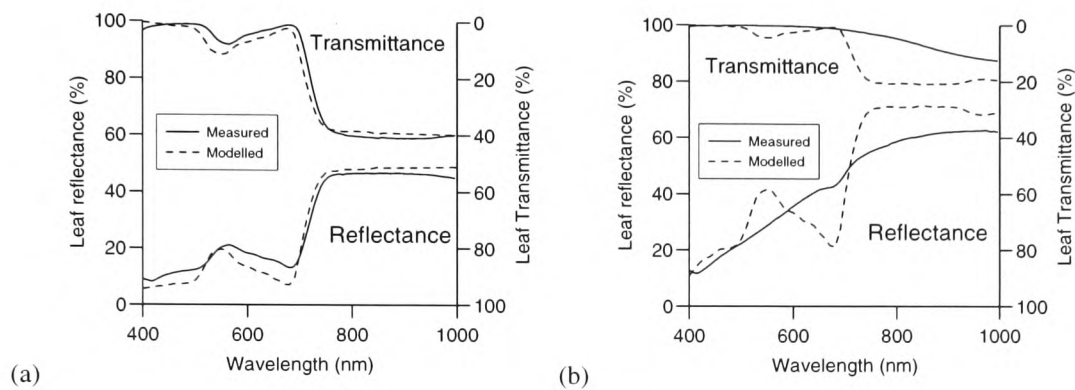 100
80
60
40
20
0
Leaf reflectance (%)
Transmittance
Measured
Modelled
Reflectance
0
20
40
60
80
100
Leaf Transmittance (%)
400 600 800 1000
Wavelength (nm)
(a)
100
80
60
40
20
0
Leaf reflectance (%)
Transmittance
Measured
Modelled
Reflectance
0
20
40
60
80
100
Leaf Transmittance (%)
400 600 800 1000
Wavelength (nm)
(b)